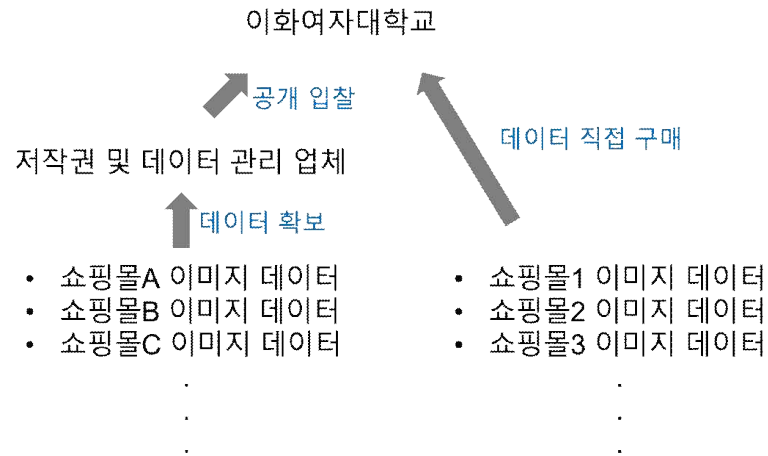 이화여자대학교
공개 입찰
데이터 직접 구매
저작권 및 데이터 관리 업체
데이터 확보
• 쇼핑몰A 이미지 데이터
• 쇼핑몰B 이미지 데이터
• 쇼핑몰C 이미지 데이터
.
.
.
• 쇼핑몰1 이미지 데이터
• 쇼핑몰2 이미지 데이터
• 쇼핑몰3 이미지 데이터
.
.
.